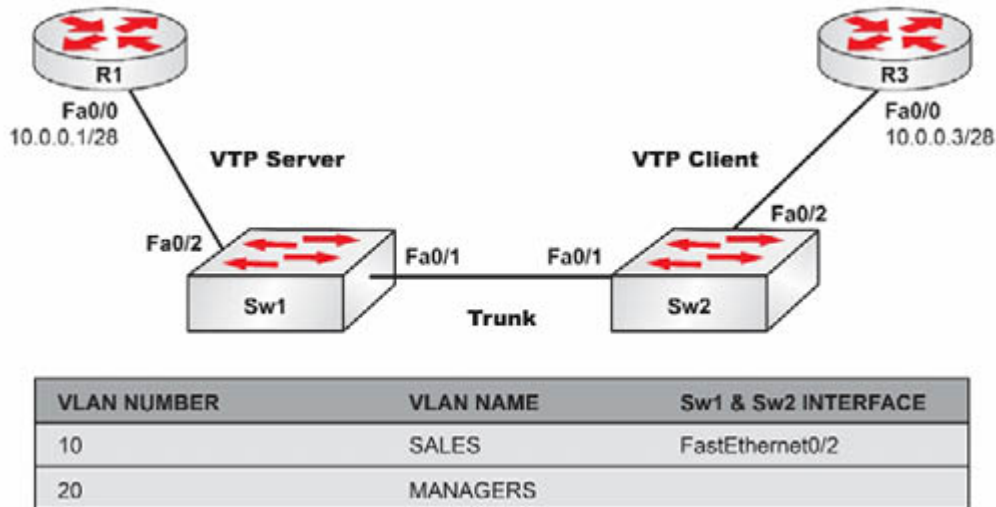 R1
R3
Fa0/0
10.0.0.1/28
Fa0/0
10.0.0.3/28
VTP Server
VTP Client
Fa0/2
Fa0/2
Fa0/1
Fa0/1
Sw1
Trunk
Sw2
VLAN NUMBER VLAN NAME Sw1 & Sw2 INTERFACE
10 SALES FastEthernet0/2
20 MANAGERS